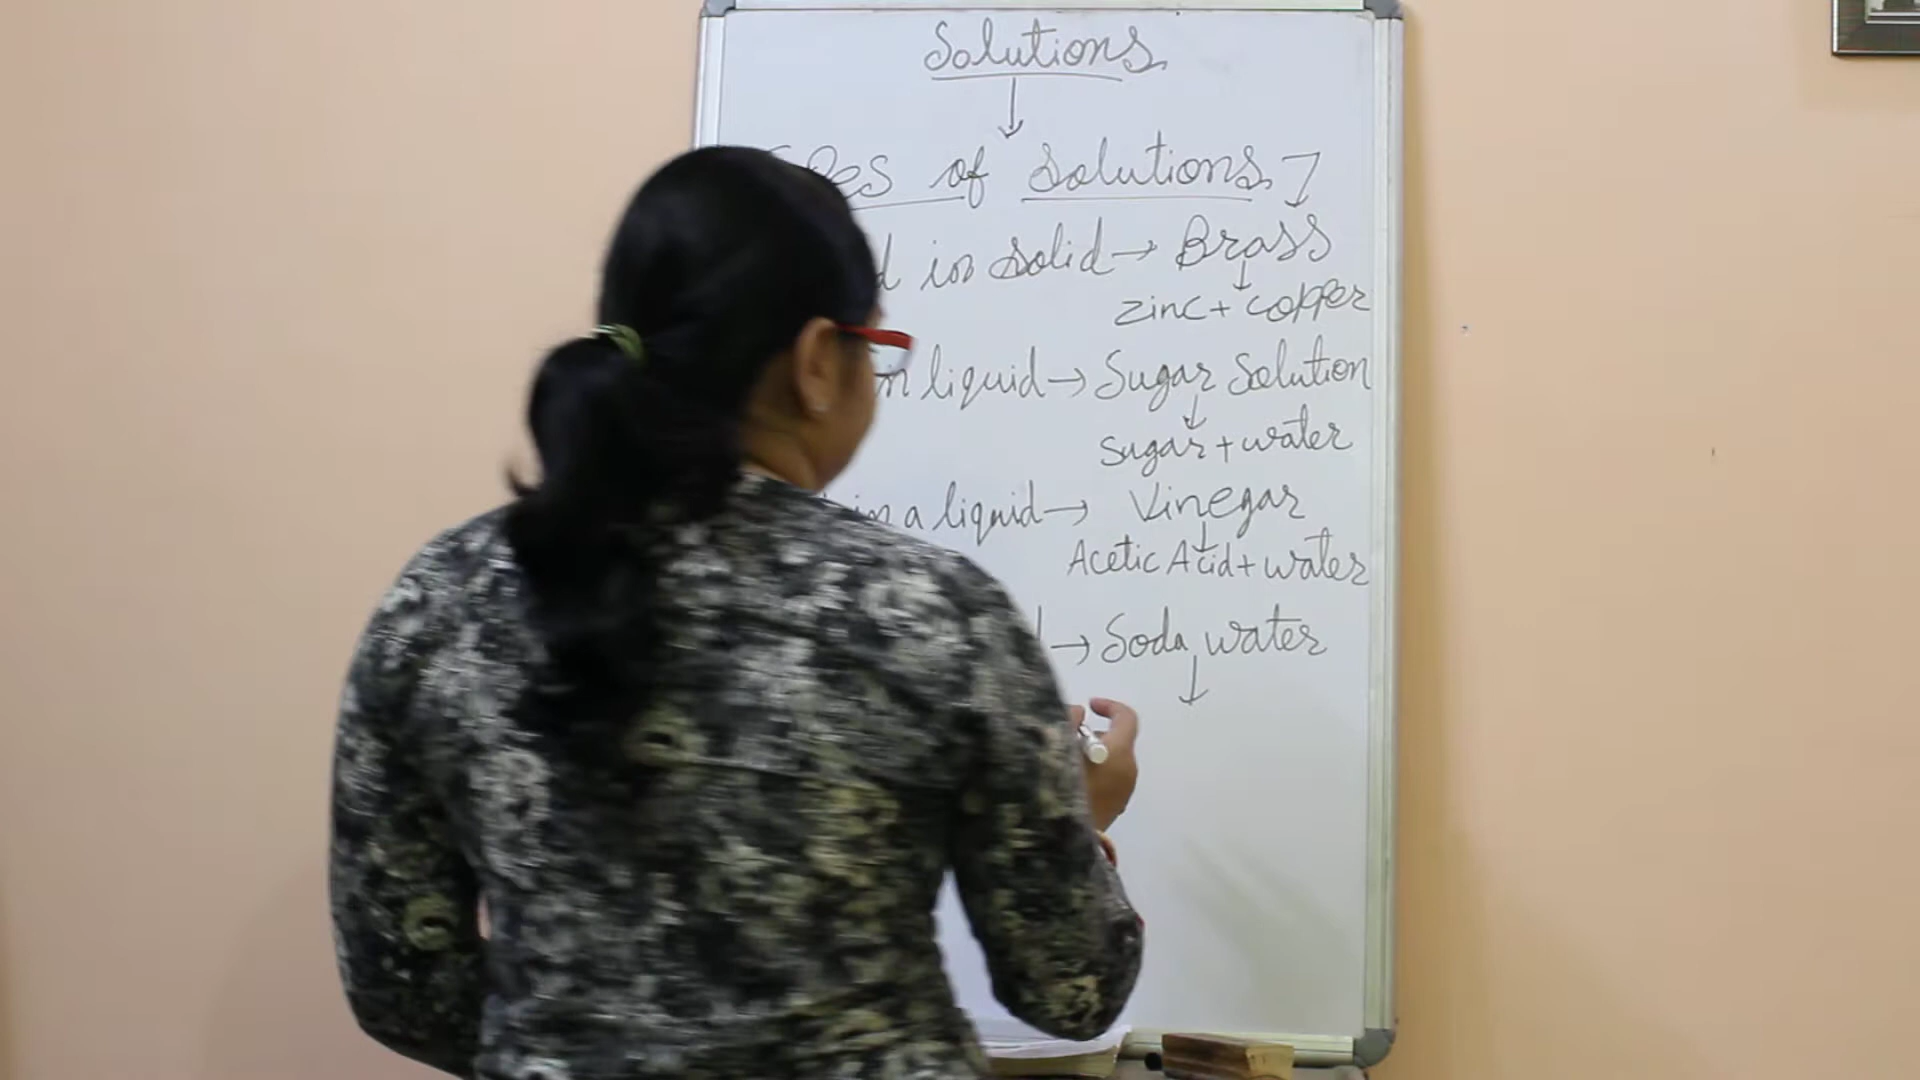 Solutions
of solutions
in solid → Brass
zinc + copper
liquid → Sugar Solution
Sugar + water
in a liquid → Vinegar
Acetic Acid + water
→ Soda water